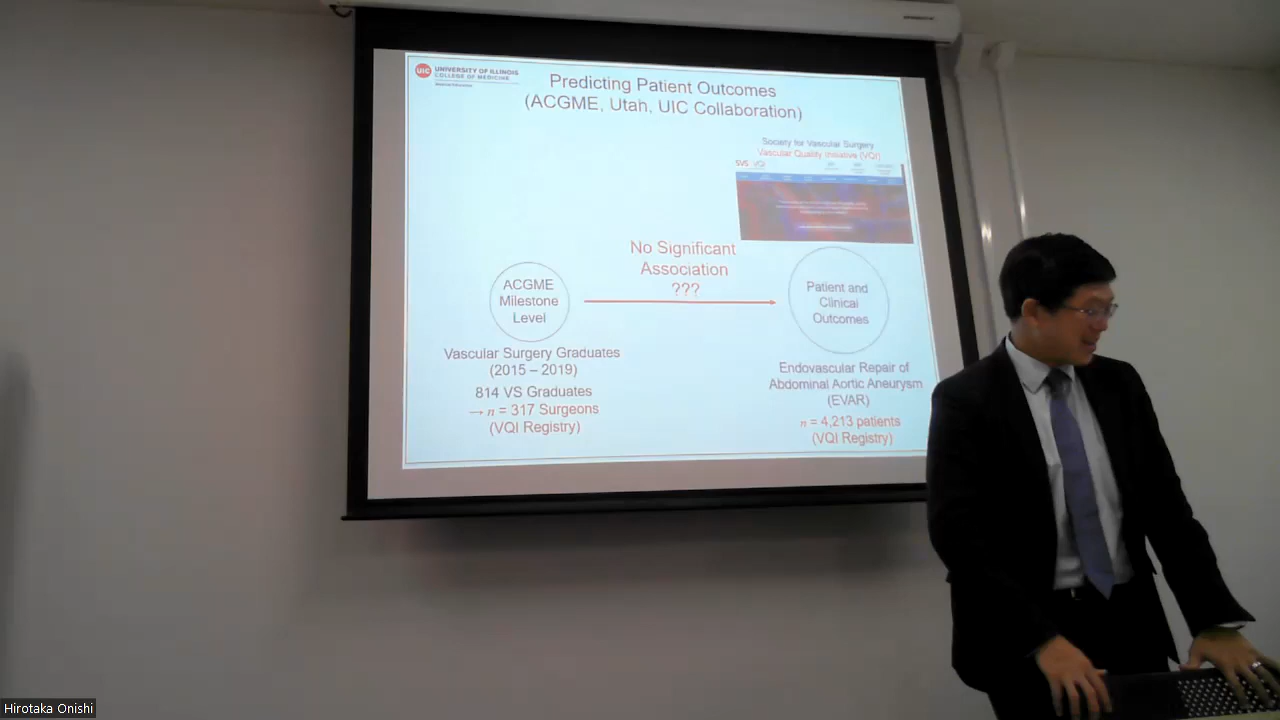 UIC
UNIVERSITY OF ILLINOIS
COLLEGE OF MEDICINE
Predicting Patient Outcomes
(ACGME, Utah, UIC Collaboration)
Society for Vascular Surgery
Vascular Quality Initiative (VQI)
SVS VQI
No Significant
Association
???
ACGME
Milestone
Level
Patient and
Clinical
Outcomes
Vascular Surgery Graduates
(2015 – 2019)
814 VS Graduates
→ n = 317 Surgeons
(VQI Registry)
Endovascular Repair of
Abdominal Aortic Aneurysm
(EVAR)
n = 4,213 patients
(VQI Registry)
Hirotaka Onishi